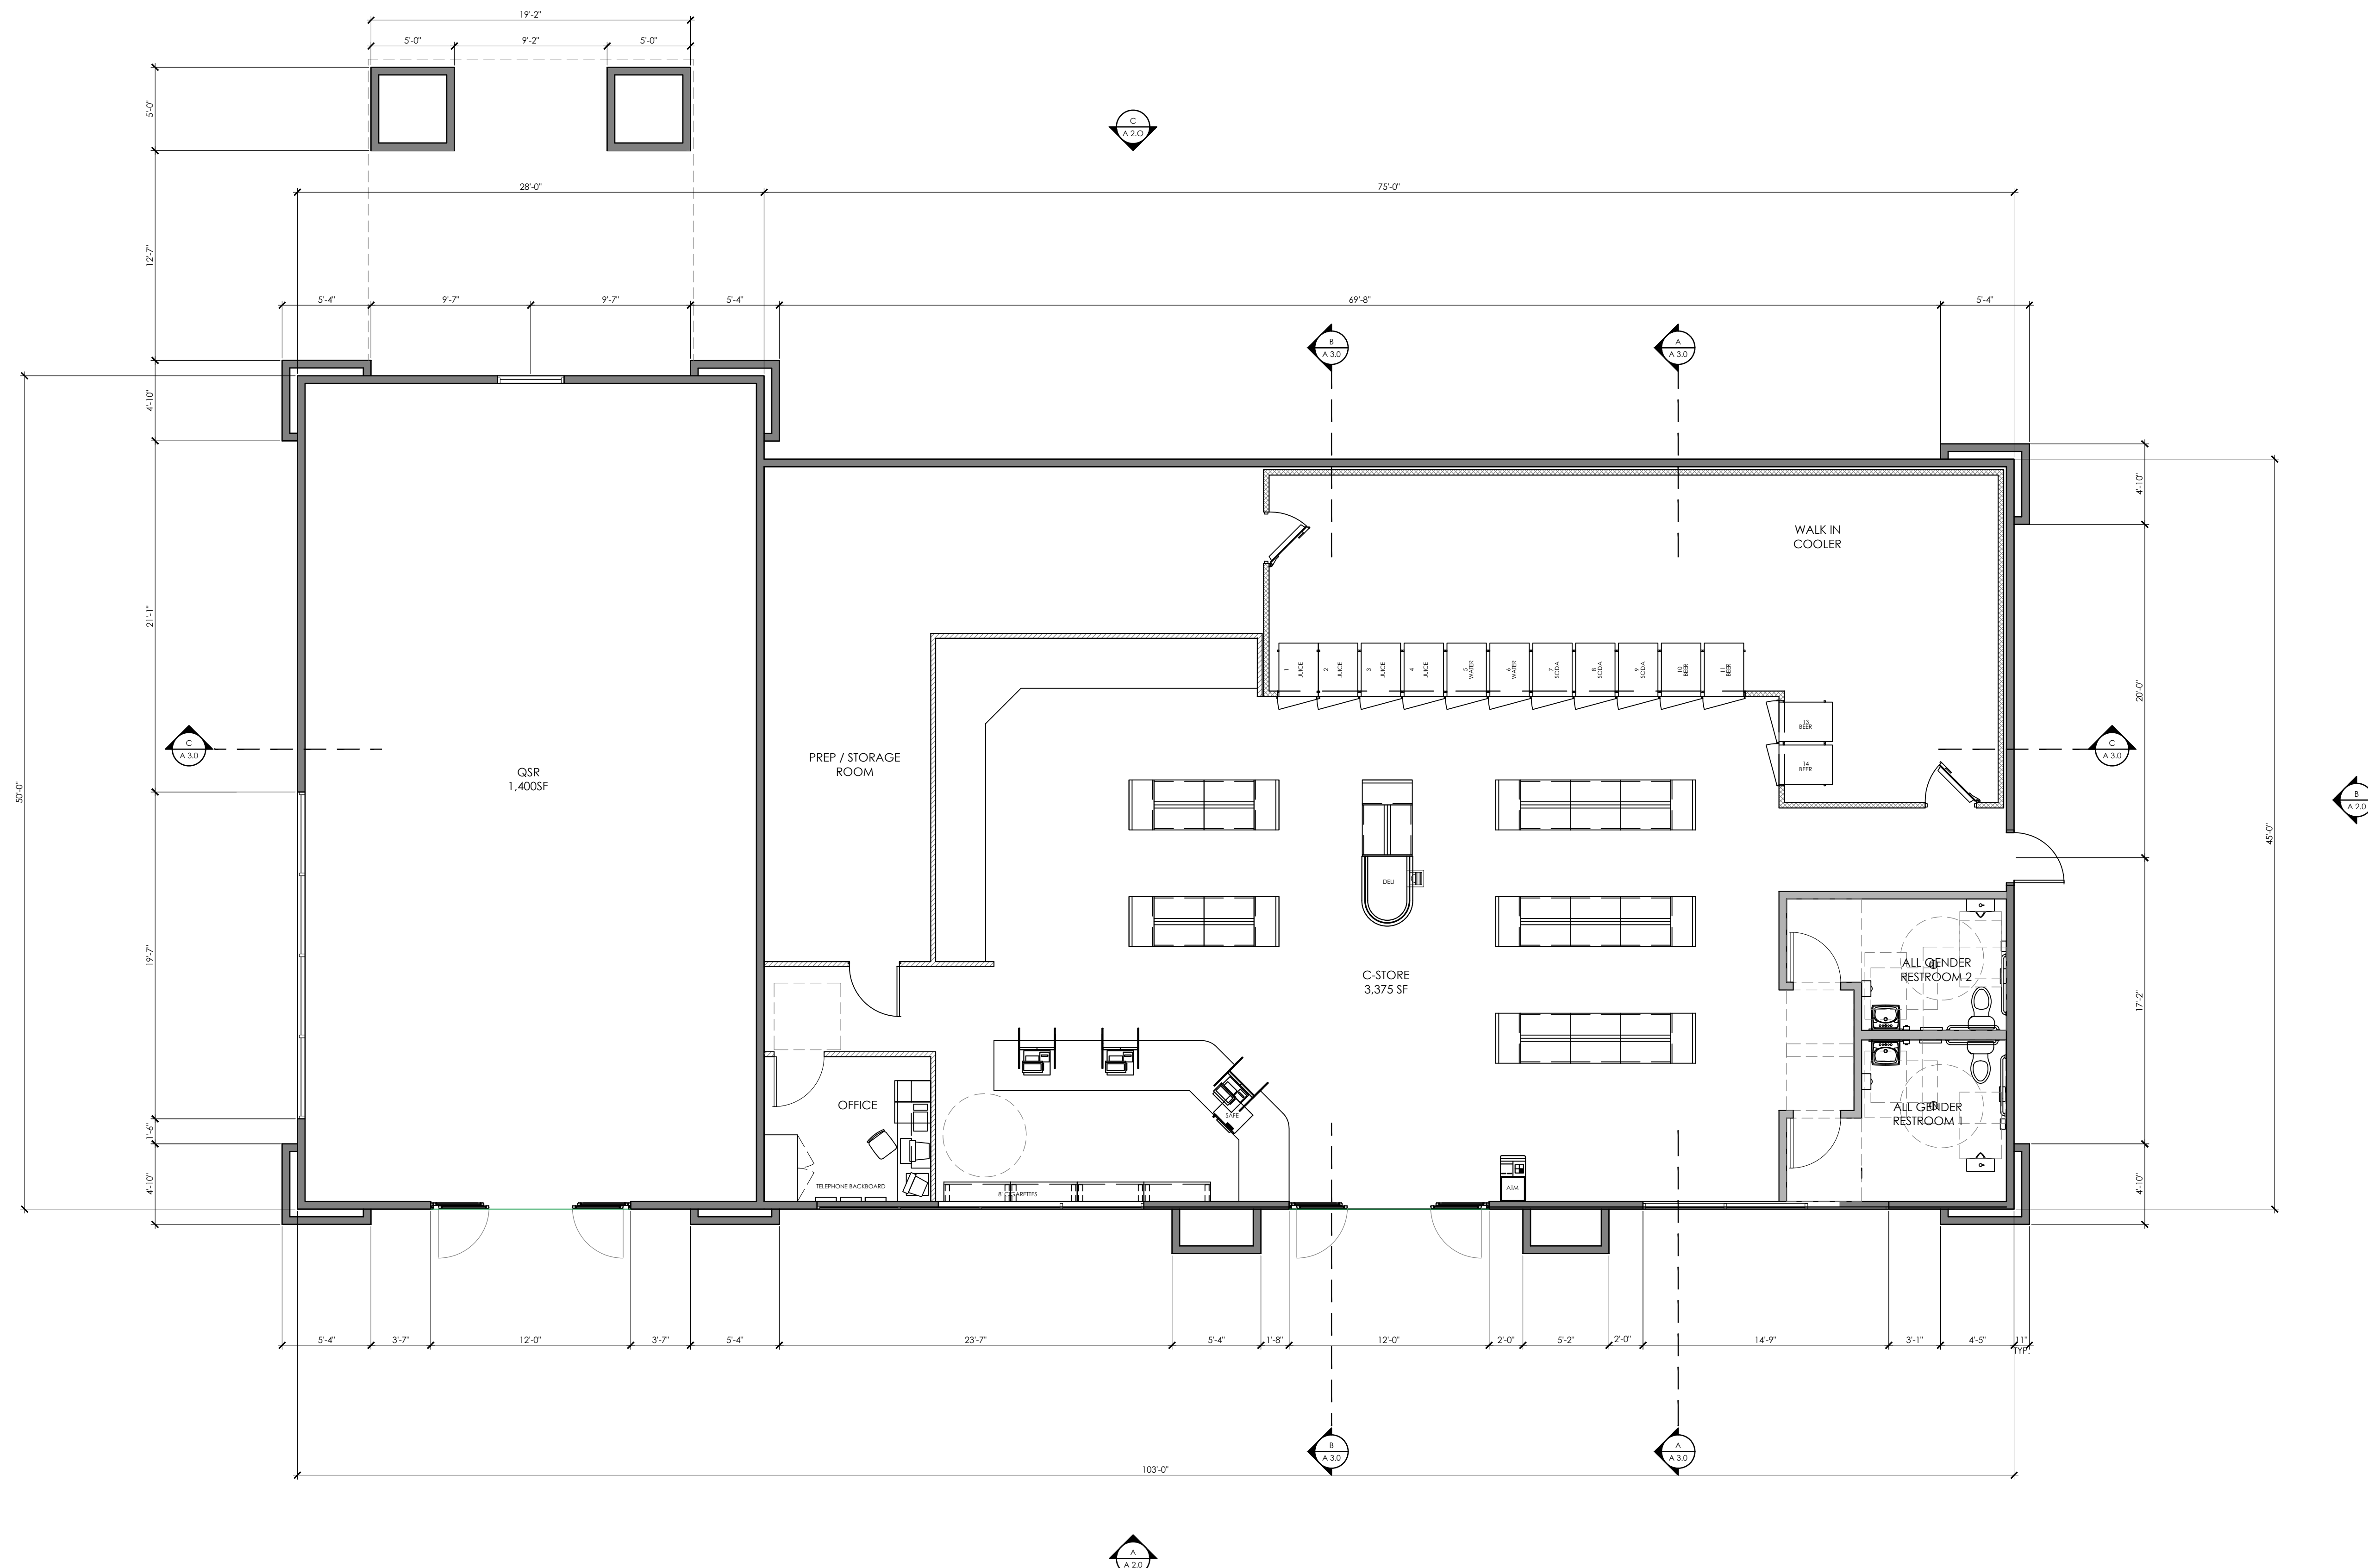 19'-2"
5'-0" 9'-2" 5'-0"
5'-0"
C
A 2.O
28'-0" 75'-0"
12'-7"
5'-4" 9'-7" 9'-7" 5'-4" 69'-8" 5'-4"
B
A 3.0
A
A 3.0
4'-10"
4'-10"
WALK IN
COOLER
21'-1"
1 JUICE
2 JUICE
3 JUICE
4 JUICE
5 WATER
6 WATER
7 SODA
8 SODA
9 SODA
10 BEER
11 BEER
20'-0"
13
BEER
14
BEER
C
A 3.0
C
A 3.0
PREP / STORAGE
ROOM
QSR
1,400SF
50'-0"
B
A 2.0
45'-0"
DELI
19'-7"
C-STORE
3,375 SF
ALL GENDER
RESTROOM 2
17'-2"
OFFICE
SAFE
ALL GENDER
RESTROOM 1
1'-6"
4'-10"
TELEPHONE BACKBOARD
8' CIGARETTES
ATM
4'-10"
5'-4" 3'-7" 12'-0" 3'-7" 5'-4" 23'-7" 5'-4" 1'-8" 12'-0" 2'-0" 5'-2" 2'-0" 14'-9" 3'-1" 4'-5" 11"
TYP.
B
A 3.0
A
A 3.0
103'-0"
A
A 2.0